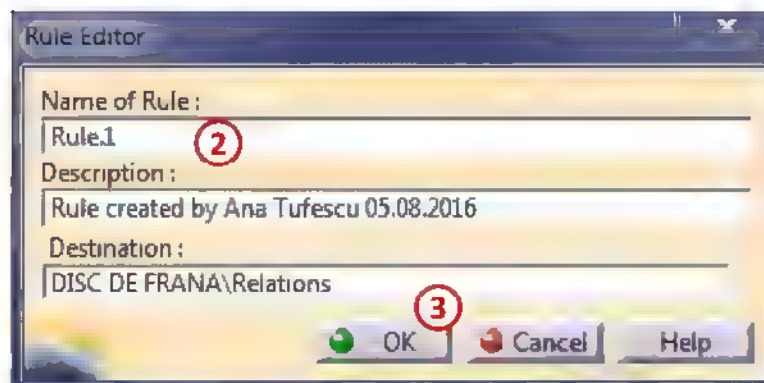 Rule Editor
Name of Rule :
Rule.1 2
Description :
Rule created by Ana Tufescu 05.08.2016
Destination :
DISC DE FRANA\Relations
3
OK Cancel Help